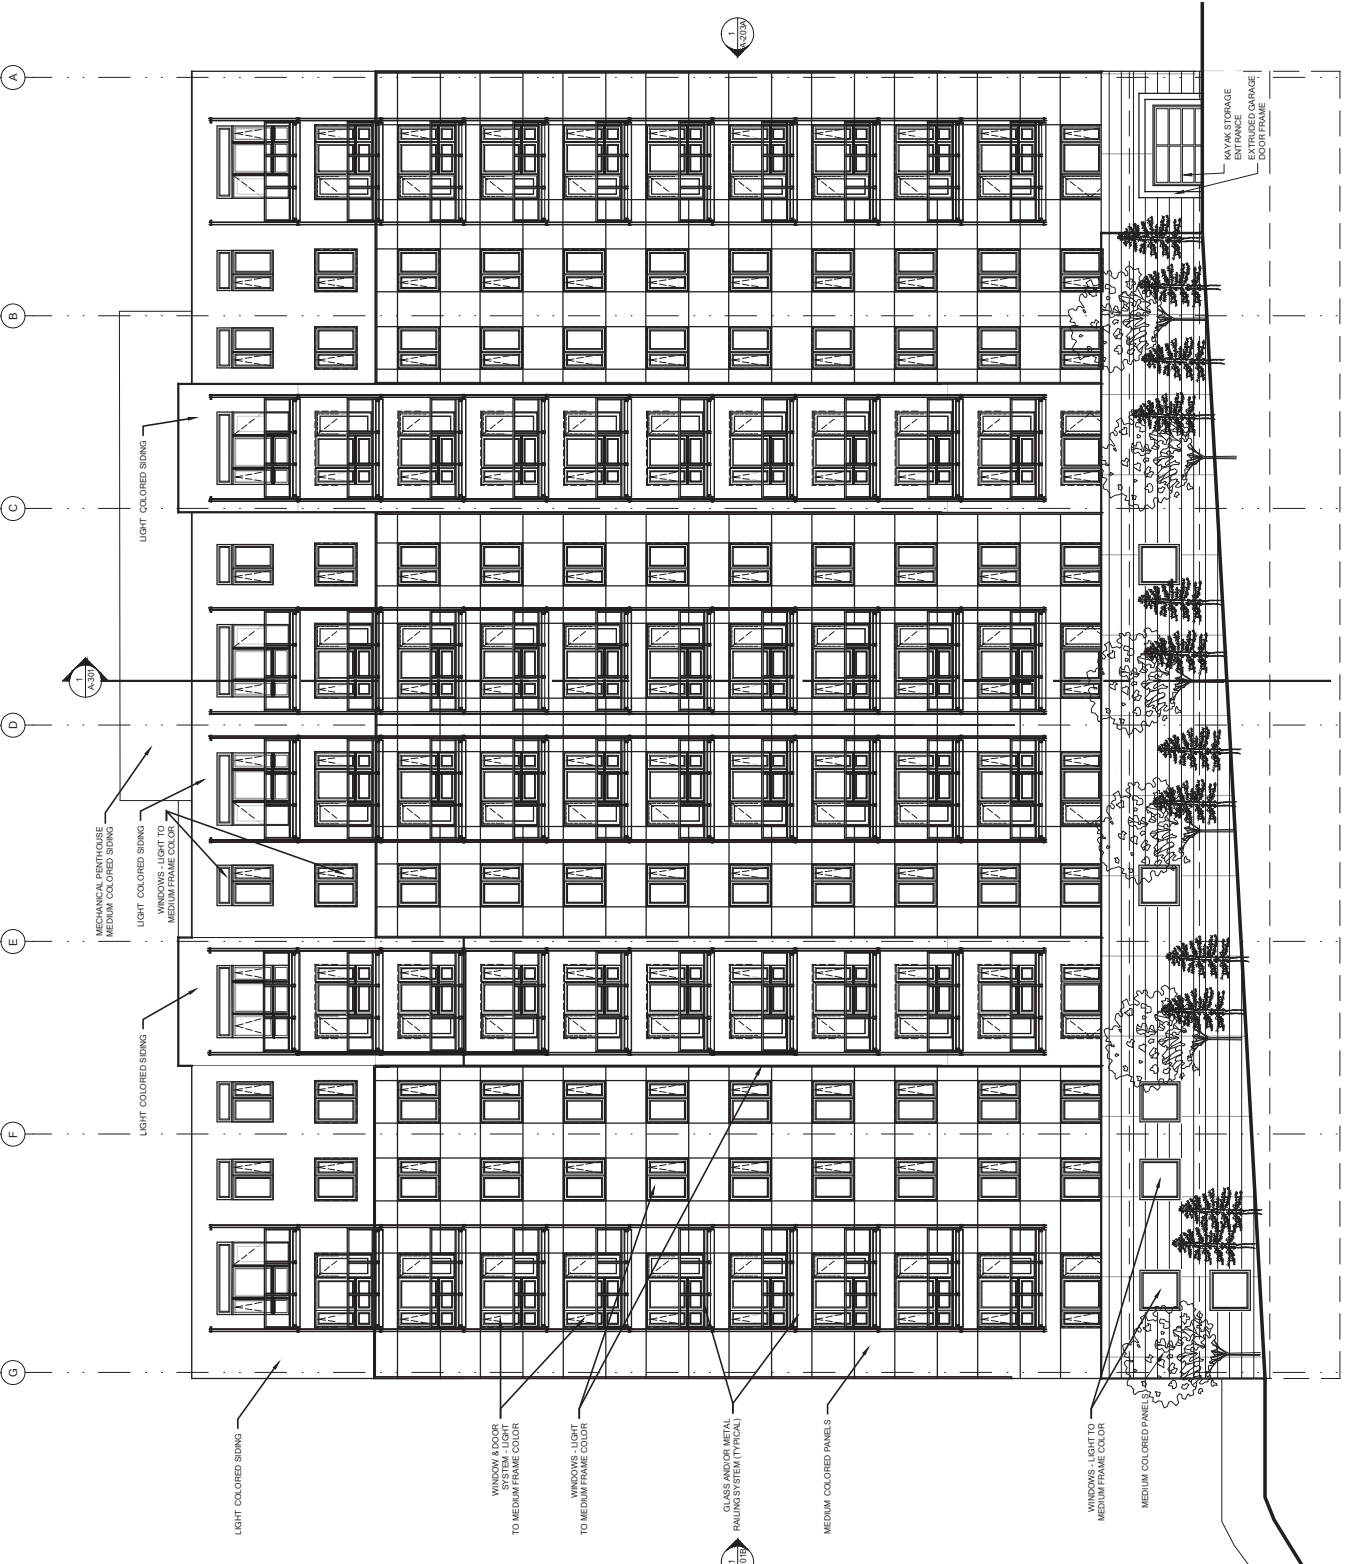 G
F
E
D
C
B
A
1
A-301
1
A-203A
1
01B
LIGHT COLORED SIDING
LIGHT COLORED SIDING
MECHANICAL PENTHOUSE
MEDIUM COLORED SIDING
LIGHT COLORED SIDING
WINDOWS - LIGHT TO
MEDIUM FRAME COLOR
LIGHT COLORED SIDING
WINDOW & DOOR
SYSTEM - LIGHT
TO MEDIUM FRAME COLOR
WINDOWS - LIGHT
TO MEDIUM FRAME COLOR
GLASS AND/OR METAL
RAILING SYSTEM (TYPICAL)
MEDIUM COLORED PANELS
WINDOWS - LIGHT TO
MEDIUM FRAME COLOR
MEDIUM COLORED PANELS
KAYAK STORAGE
ENTRANCE
EXTRUDED GARAGE
DOOR FRAME